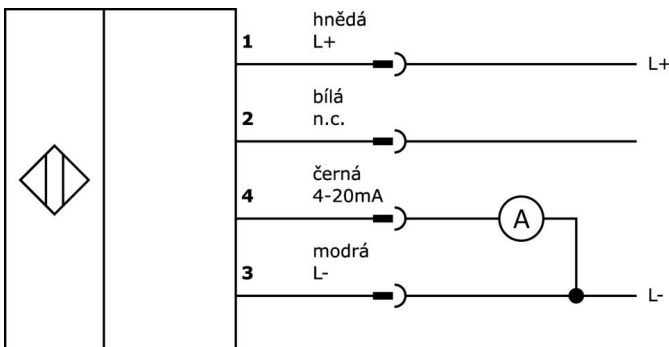 hnědá
1 L+
L+
bílá
2 n.c.
černá
4 4-20mA
A
modrá
3 L-
L-